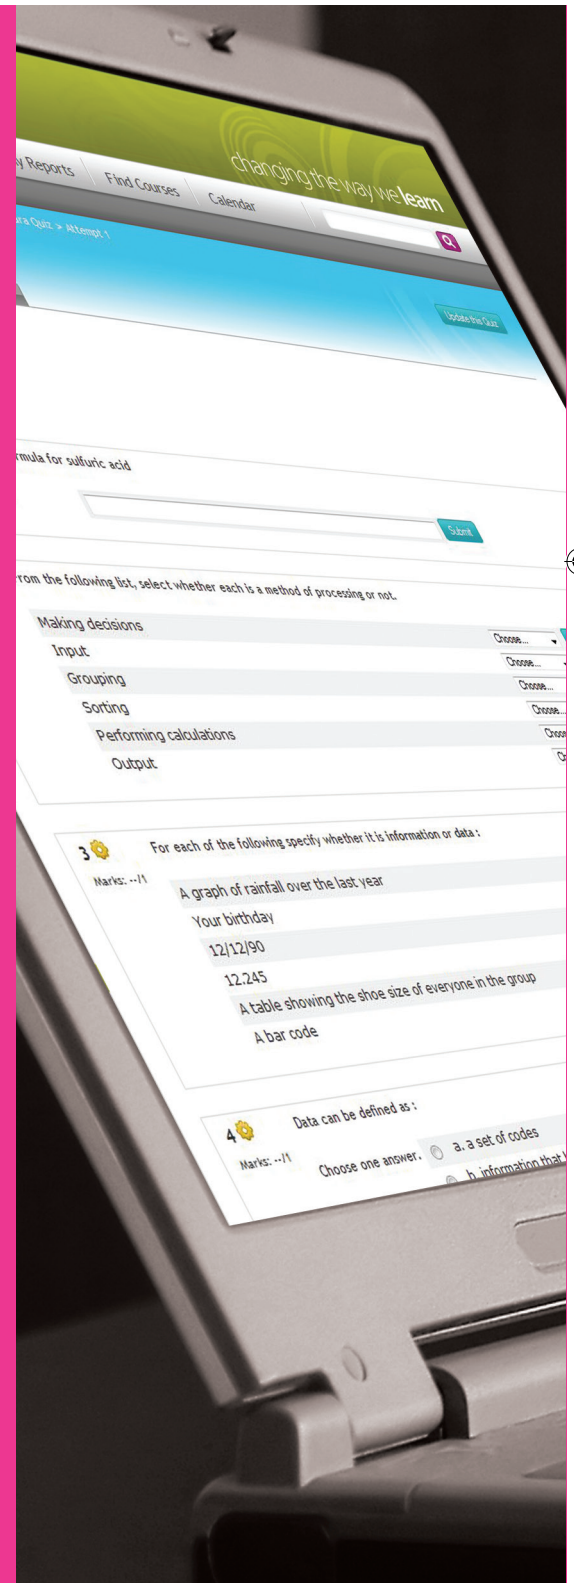 changing the way we learn
Reports
Find Courses
Calendar
Quiz > Attempt 1
Update this Quiz
for sulfuric acid
Submit
the following list, select whether each is a method of processing or not.
Making decisions
Choose...
Input
Choose...
Grouping
Choose...
Sorting
Choose...
Performing calculations
Output
3
For each of the following specify whether it is information or data :
Marks: --/1
A graph of rainfall over the last year
Your birthday
12/12/90
12.245
A table showing the shoe size of everyone in the group
A bar code
4
Data can be defined as :
Marks: --/1
Choose one answer.
a. a set of codes
b. information that